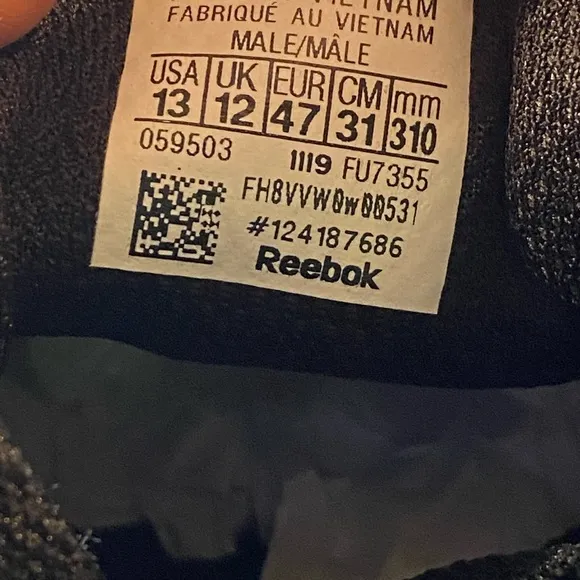 VIETNAM
FABRIQUÉ AU VIETNAM
MALE/MÂLE
USA UK EUR CM mm
13 12 47 31 310
059503 1119 FU7355
FH8VVW0w00531
#124187686
Reebok